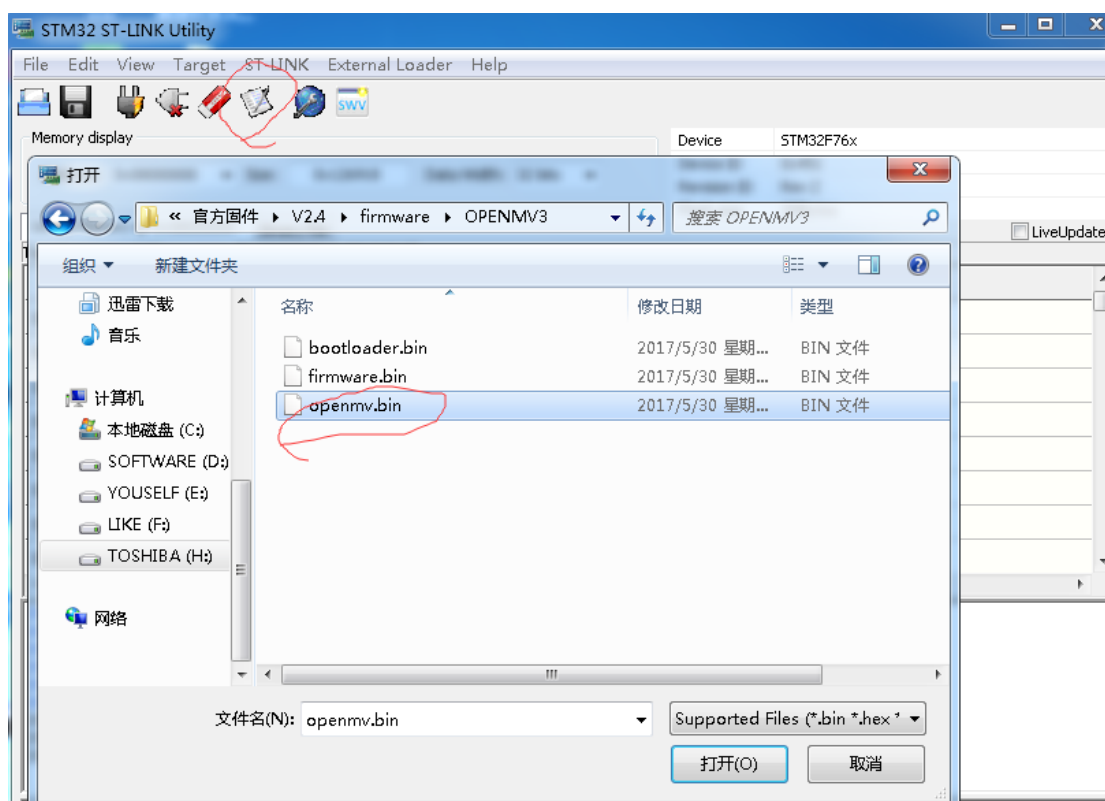 STM32 ST-LINK Utility
File Edit View Target ST-LINK External Loader Help
SWV
Memory display
Device STM32F76x
打开
« 官方固件 V2.4 firmware OPENMV3
搜索 OPENMV3
LiveUpdate
组织 新建文件夹
迅雷下载
音乐
计算机
本地磁盘 (C:)
SOFTWARE (D:)
YOUSELF (E:)
LIKE (F:)
TOSHIBA (H:)
网络
名称 修改日期 类型
bootloader.bin 2017/5/30 星期... BIN 文件
firmware.bin 2017/5/30 星期... BIN 文件
openmv.bin 2017/5/30 星期... BIN 文件
文件名(N): openmv.bin
Supported Files (*.bin *.hex *
打开(O) 取消